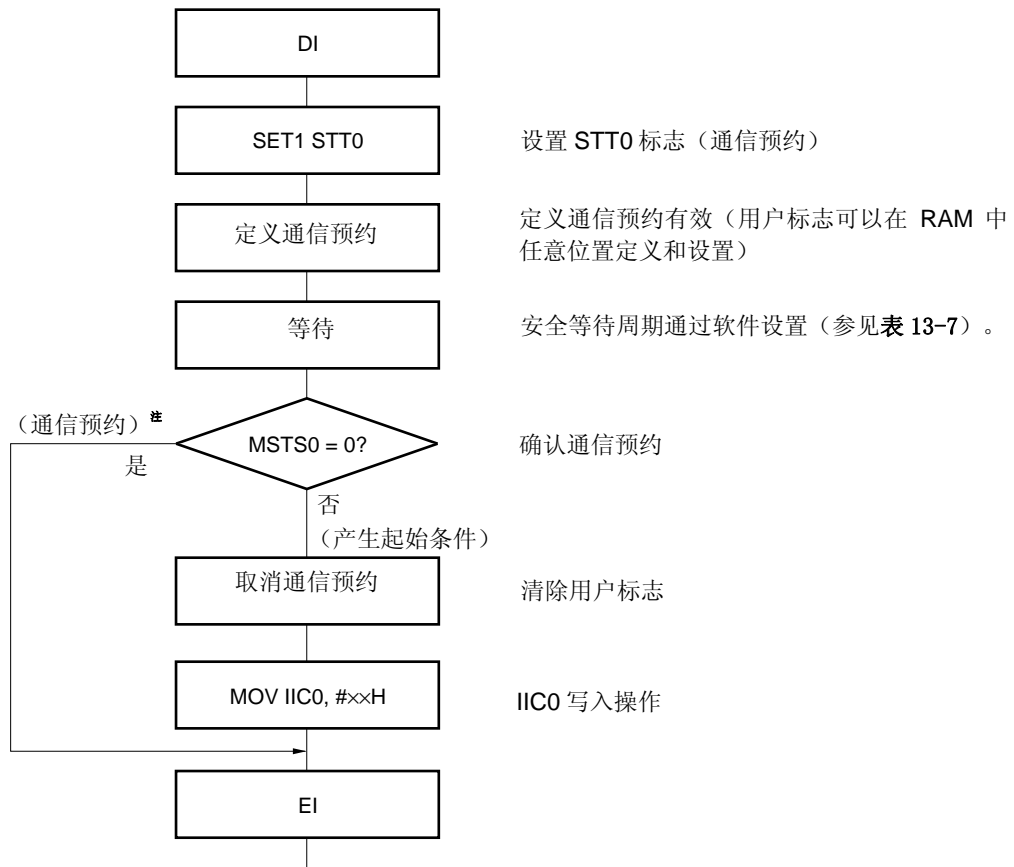 DI
SET1 STT0
设置 STT0 标志（通信预约）
定义通信预约
定义通信预约有效（用户标志可以在 RAM 中
任意位置定义和设置）
等待
安全等待周期通过软件设置（参见表 13-7）。
（通信预约）注
MSTS0 = 0?
确认通信预约
是
否
（产生起始条件）
取消通信预约
清除用户标志
MOV IIC0, #××H
IIC0 写入操作
EI